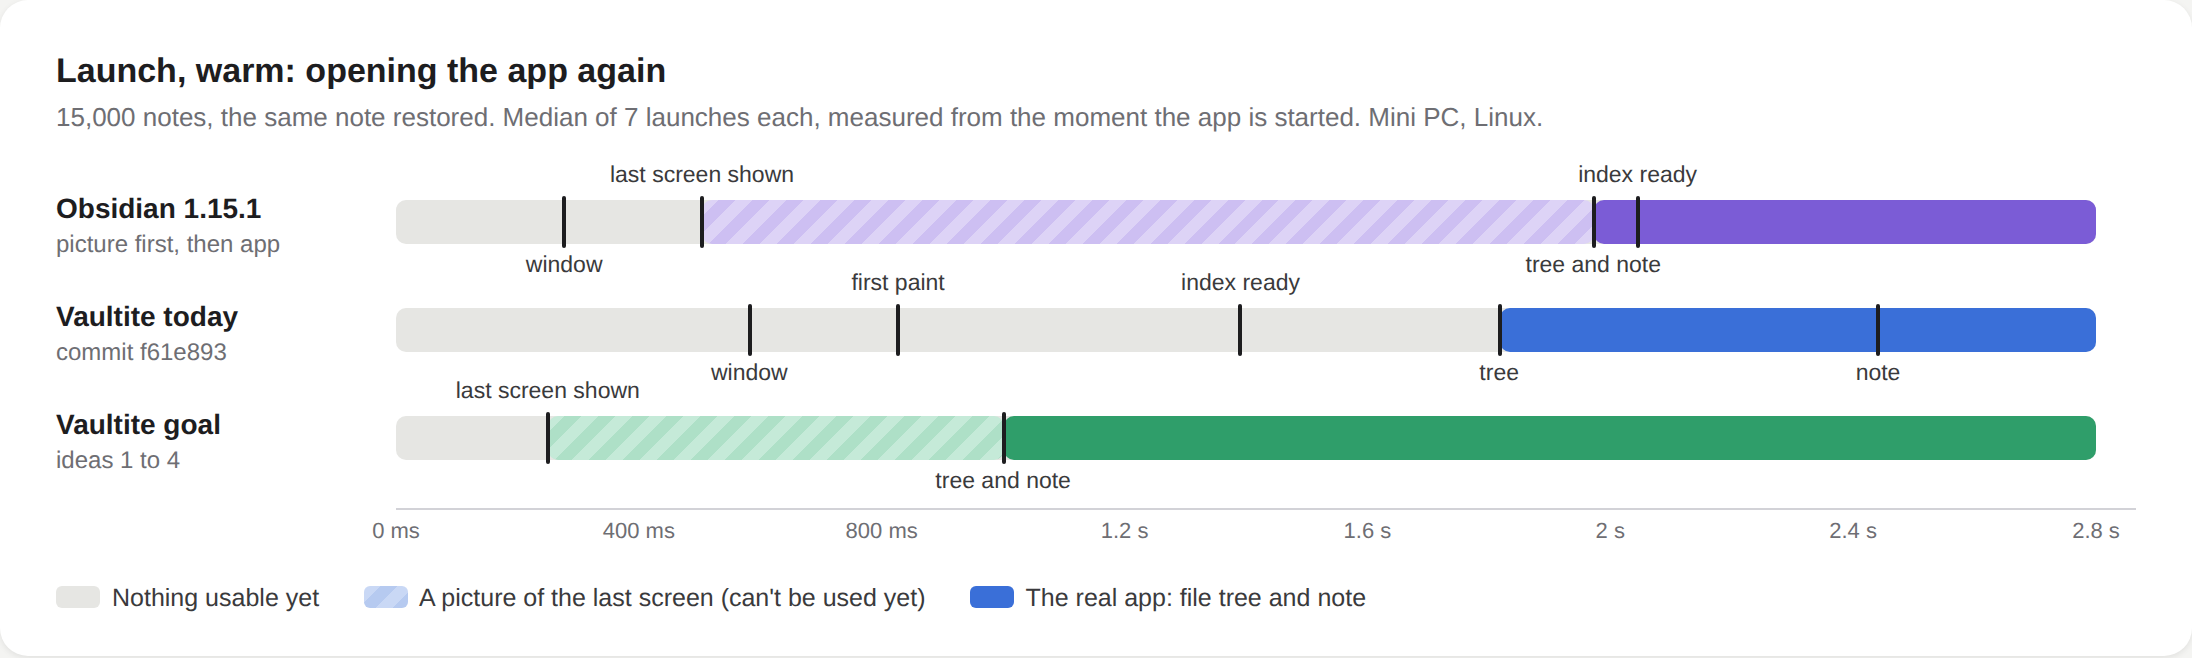 Launch, warm: opening the app again
15,000 notes, the same note restored. Median of 7 launches each, measured from the moment the app is started. Mini PC, Linux.
last screen shown
index ready
Obsidian 1.15.1
picture first, then app
window
tree and note
first paint
index ready
Vaultite today
commit f61e893
window
tree
note
last screen shown
Vaultite goal
ideas 1 to 4
tree and note
0 ms
400 ms
800 ms
1.2 s
1.6 s
2 s
2.4 s
2.8 s
Nothing usable yet
A picture of the last screen (can't be used yet)
The real app: file tree and note